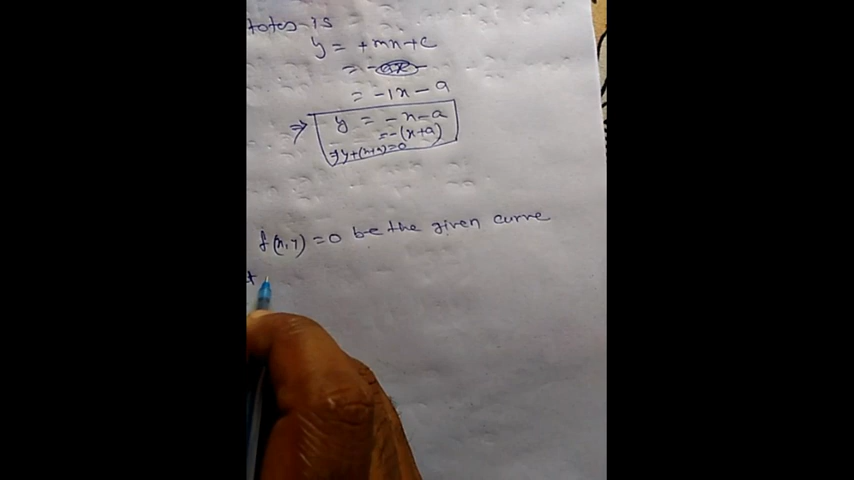 totes is
y = +mx+c
=
= -1x - a
⇒ y = -x-a
= -(x+a)
⇒y+(x+a)=0
f(x,y) = 0 be the given curve